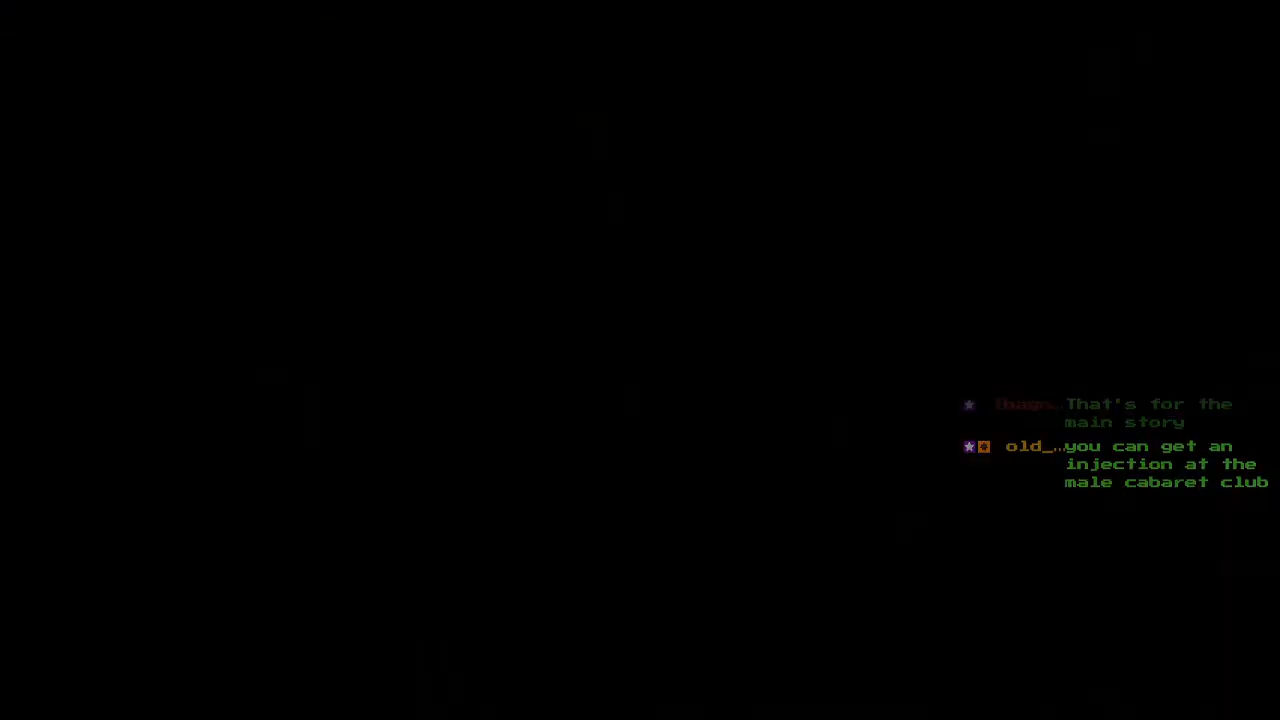 That's for the
main story
old_…you can get an
injection at the
male cabaret club